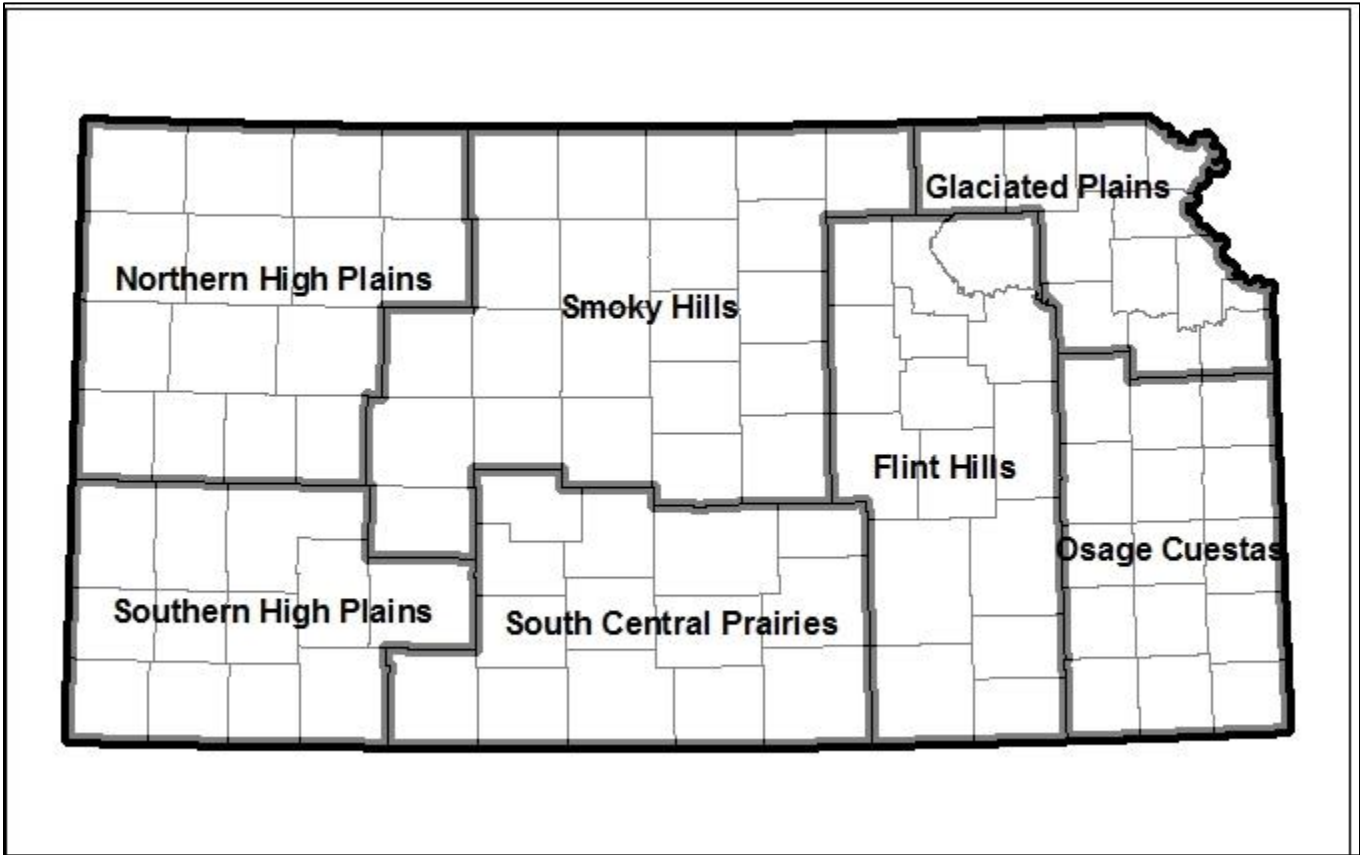 Glaciated Plains
Northern High Plains
Smoky Hills
Flint Hills
Osage Cuestas
Southern High Plains
South Central Prairies